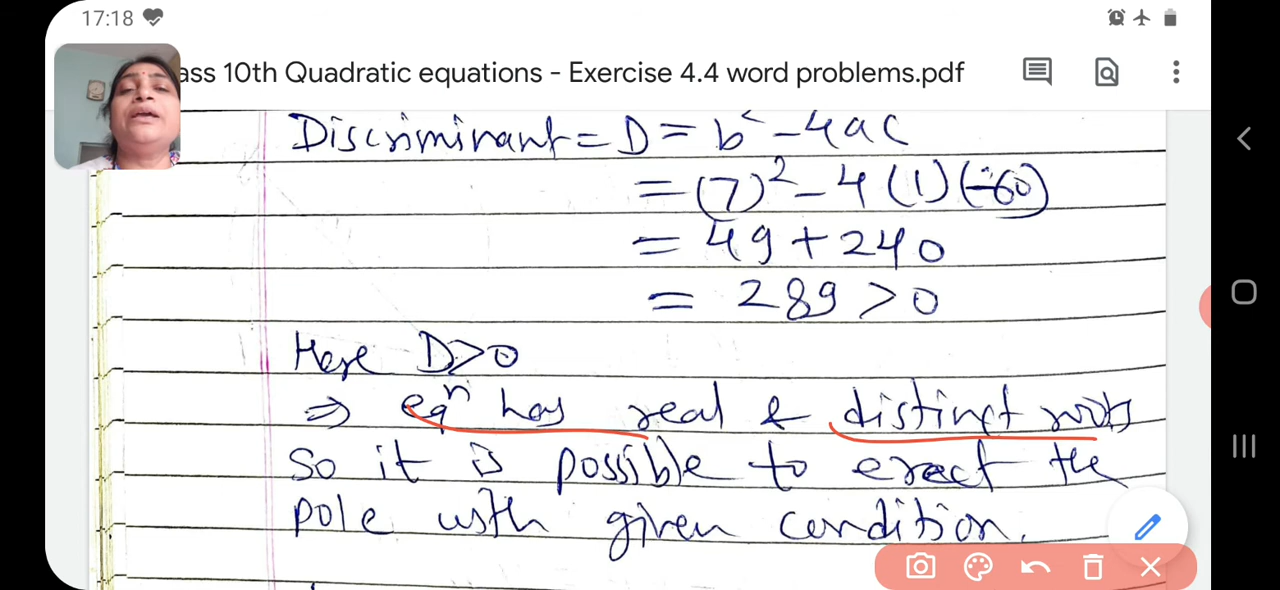 17:18
ass 10th Quadratic equations - Exercise 4.4 word problems.pdf
Discriminant = D = b² - 4ac
= (7)² - 4 (1) (-60)
= 49 + 240
= 289 > 0
Here D>0
⇒ eqⁿ has real & distinct roots
So it is possible to erect the
pole with given condition.